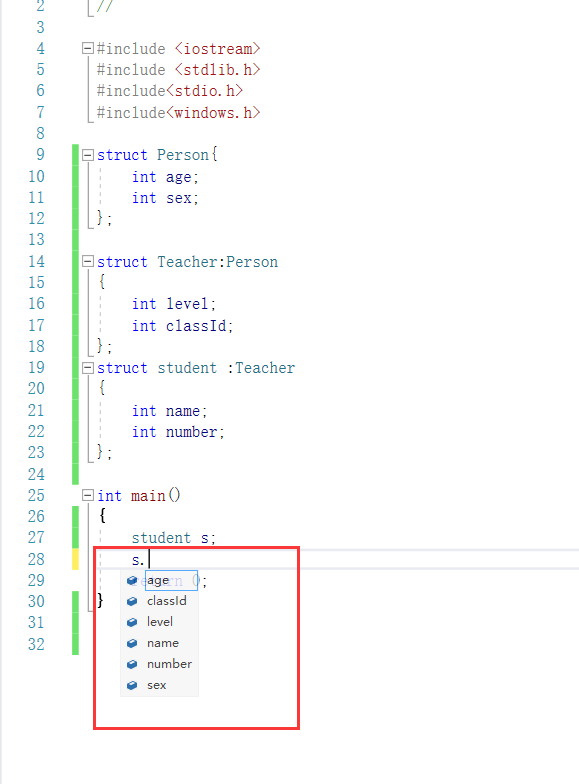 2 //
3
4 #include <iostream>
5 #include <stdlib.h>
6 #include<stdio.h>
7 #include<windows.h>
8
9 struct Person{
10 int age;
11 int sex;
12 };
13
14 struct Teacher:Person
15 {
16 int level;
17 int classId;
18 };
19 struct student :Teacher
20 {
21 int name;
22 int number;
23 };
24
25 int main()
26 {
27 student s;
28 s.
29 0;
age
30 }
classId
31
level
32
name
number
sex